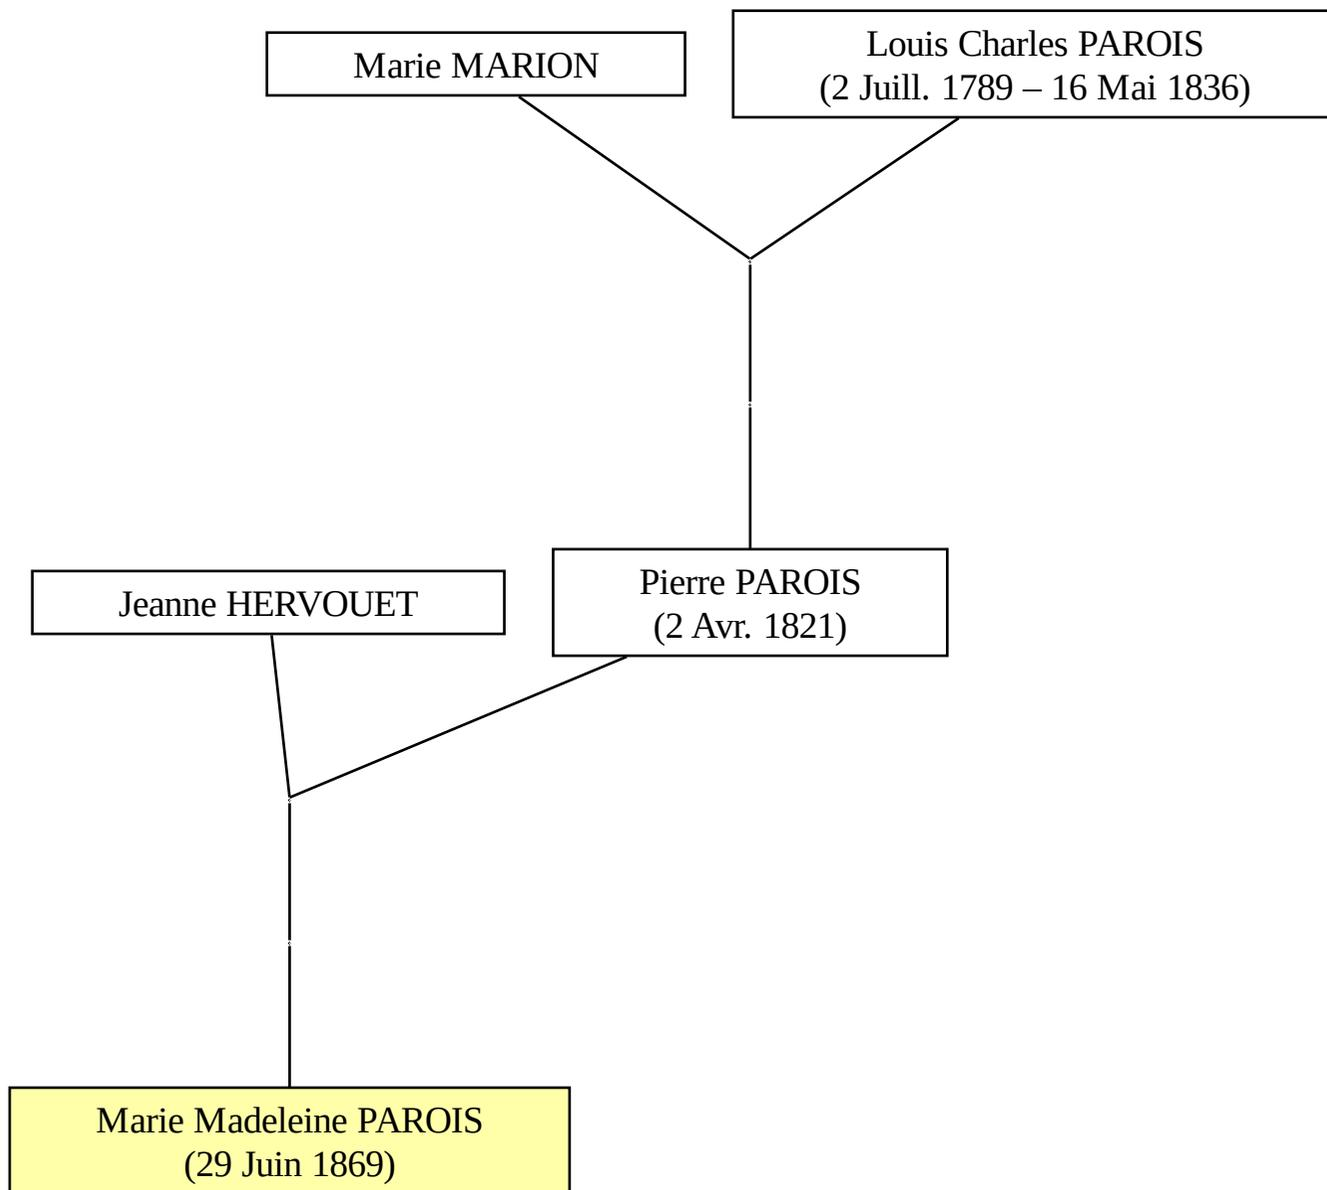 Marie MARION
Louis Charles PAROIS
(2 Juill. 1789 – 16 Mai 1836)
Jeanne HERVOUET
Pierre PAROIS
(2 Avr. 1821)
Marie Madeleine PAROIS
(29 Juin 1869)